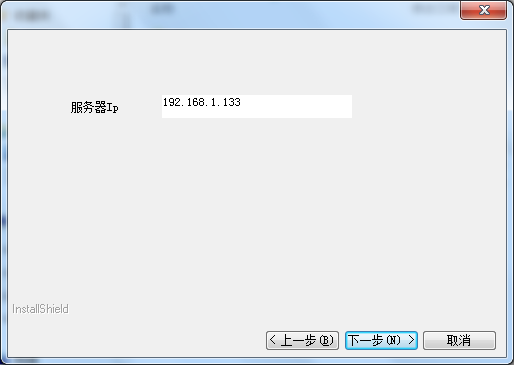 服务器Ip
192.168.1.133
InstallShield
< 上一步(B)
下一步(N) >
取消